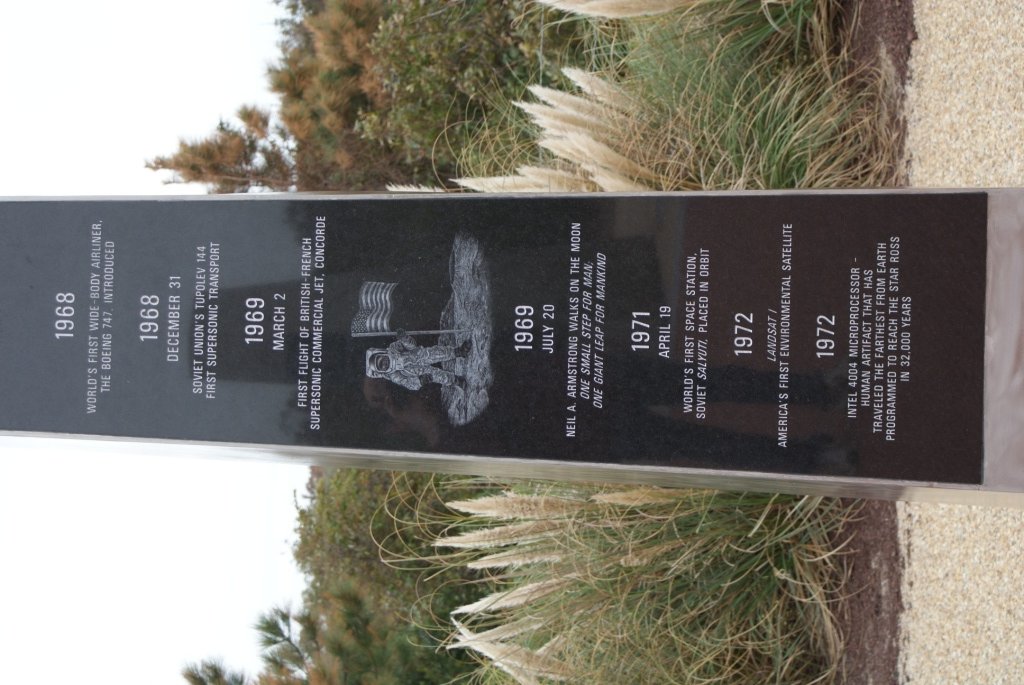 1968
WORLD'S FIRST WIDE-BODY AIRLINER,
THE BOEING 747, INTRODUCED
1968
DECEMBER 31
SOVIET UNION'S TUPOLEV 144
FIRST SUPERSONIC TRANSPORT
1969
MARCH 2
FIRST FLIGHT OF BRITISH-FRENCH
SUPERSONIC COMMERCIAL JET, CONCORDE
1969
JULY 20
NEIL A. ARMSTRONG WALKS ON THE MOON
ONE SMALL STEP FOR MAN;
ONE GIANT LEAP FOR MANKIND
1971
APRIL 19
WORLD'S FIRST SPACE STATION,
SOVIET SALYUT I, PLACED IN ORBIT
1972
LANDSAT I
AMERICA'S FIRST ENVIRONMENTAL SATELLITE
1972
INTEL 4004 MICROPROCESSOR -
HUMAN ARTIFACT THAT HAS
TRAVELED THE FARTHEST FROM EARTH
PROGRAMMED TO REACH THE STAR ROSS
IN 32,000 YEARS